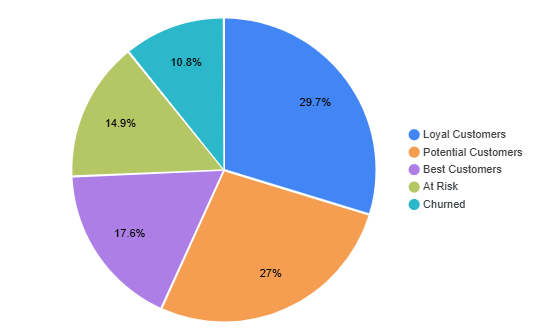 10.8%
29.7%
14.9%
17.6%
27%
Loyal Customers
Potential Customers
Best Customers
At Risk
Churned